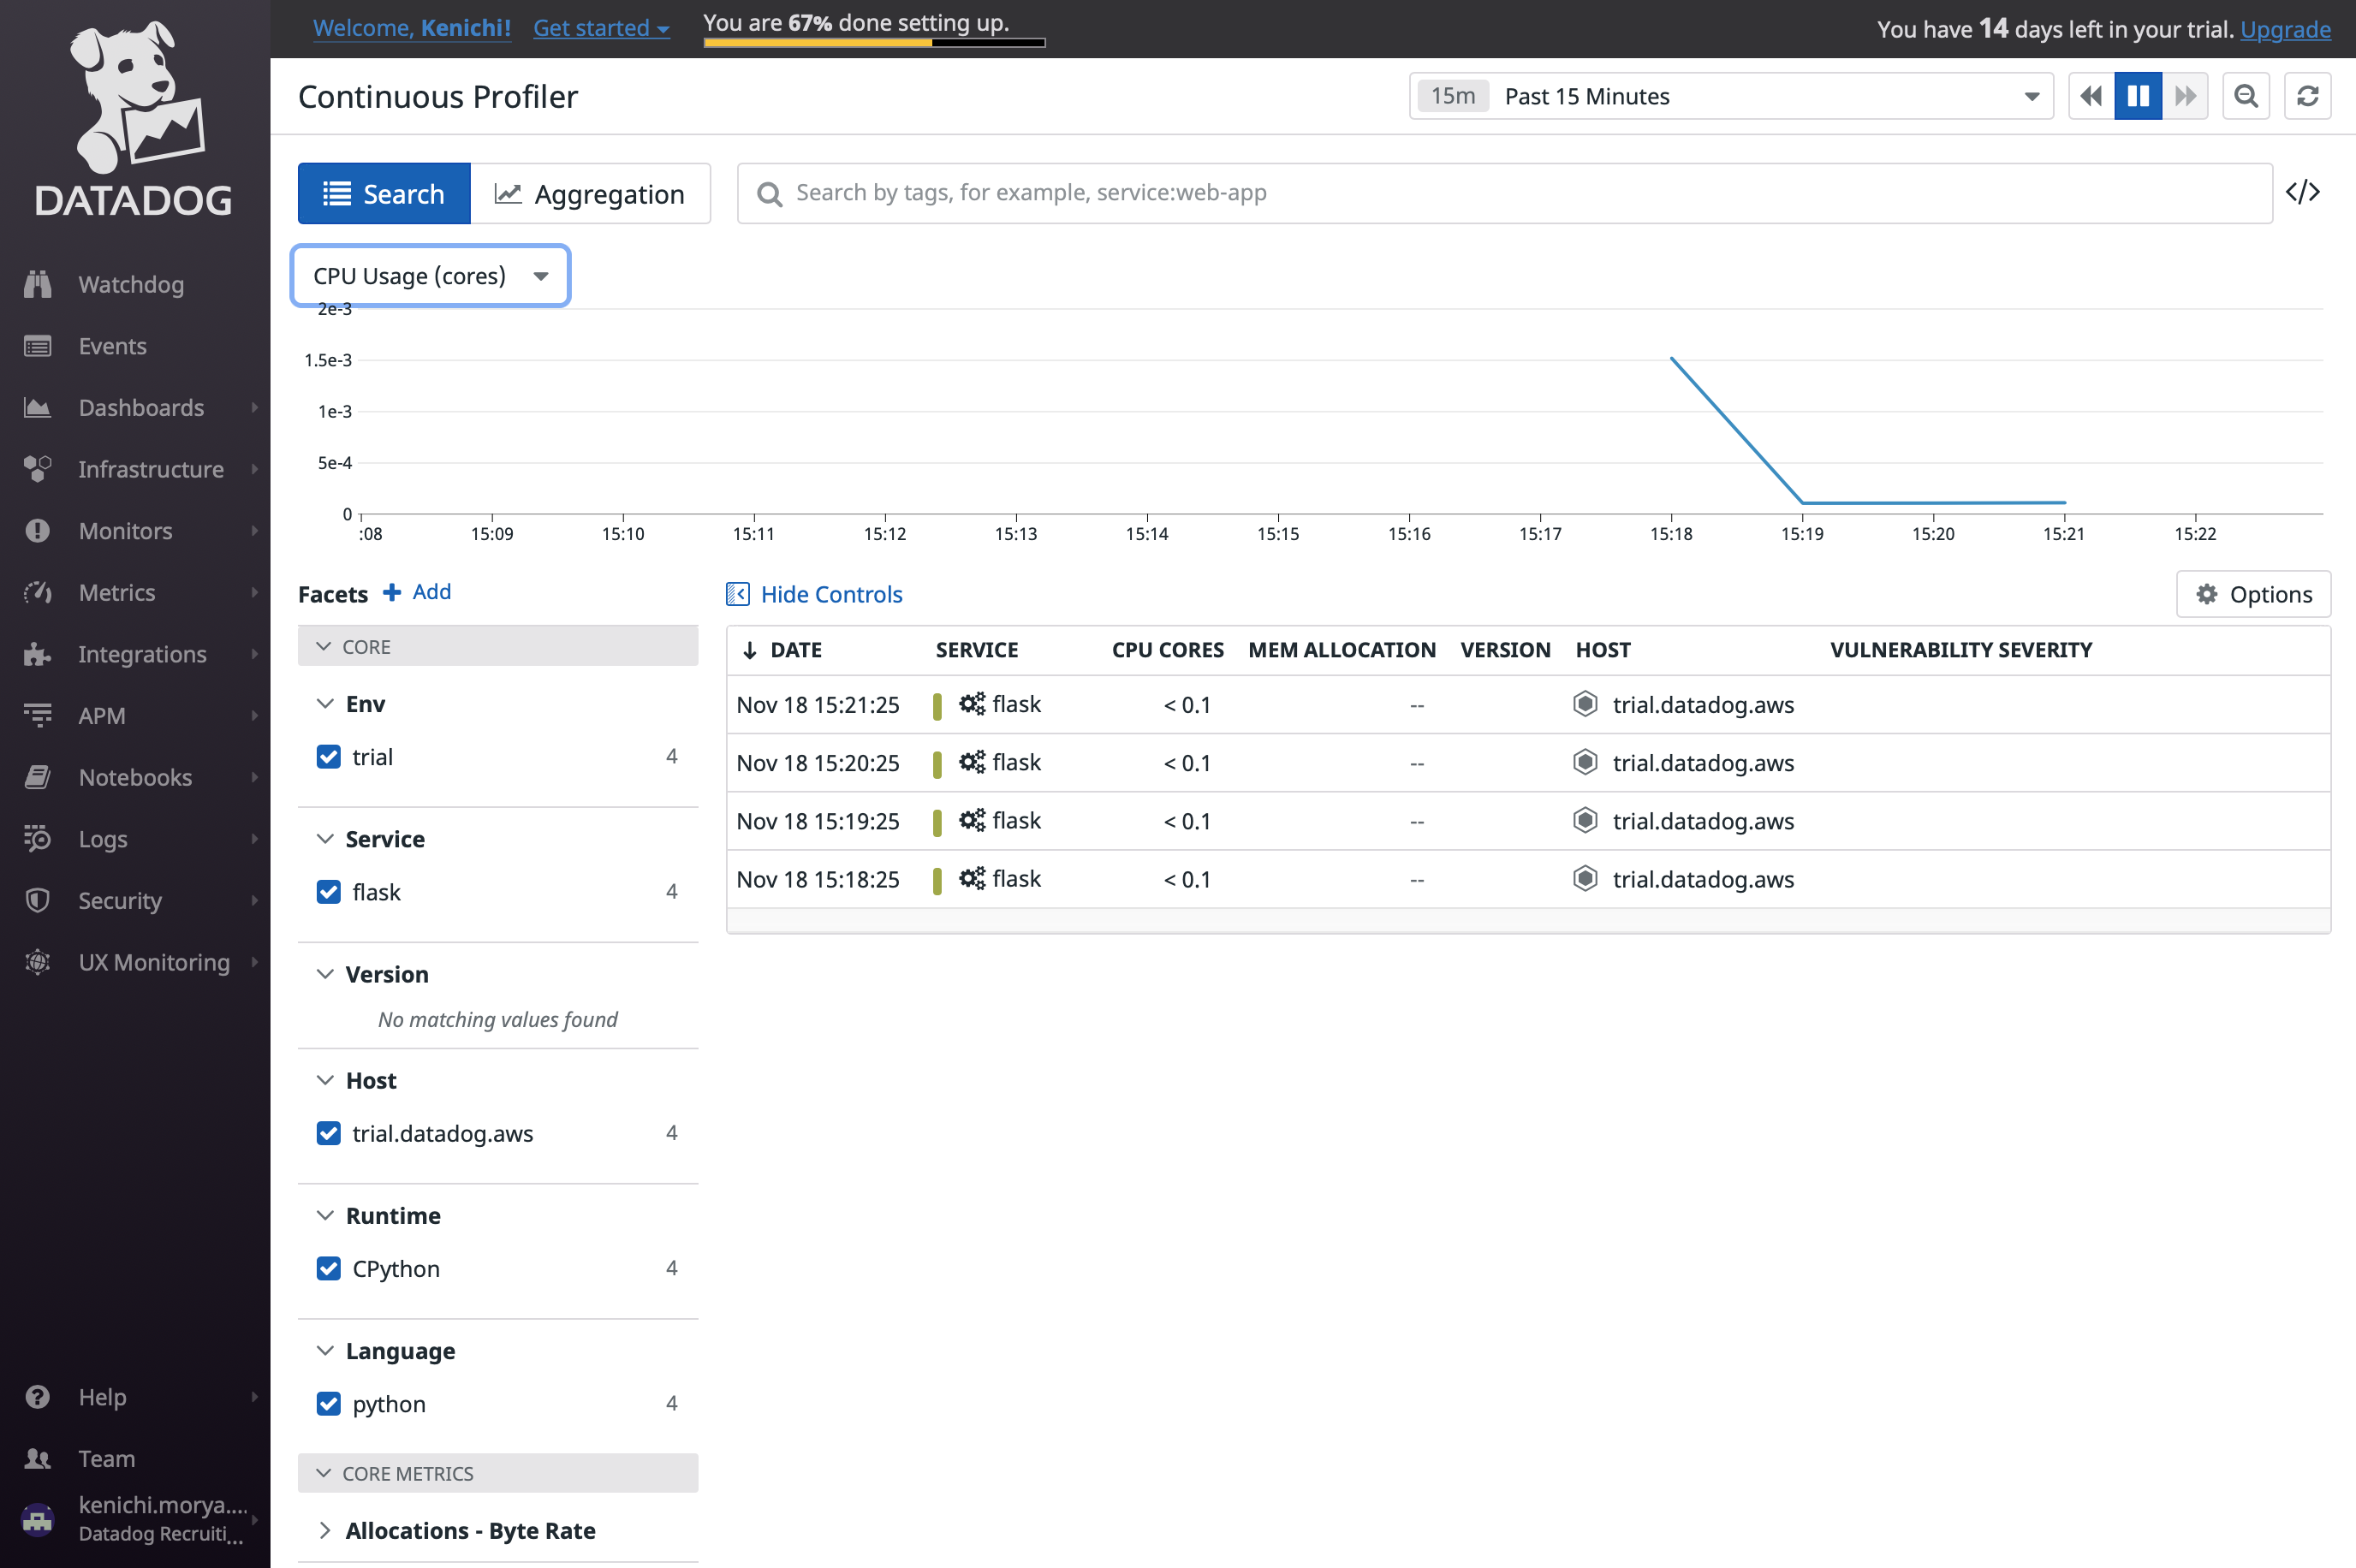 Welcome, Kenichi! Get started You are 67% done setting up. You have 14 days left in your trial. Upgrade
DATADOG
Watchdog
Events
Dashboards
Infrastructure
Monitors
Metrics
Integrations
APM
Notebooks
Logs
Security
UX Monitoring
Help
Team
kenichi.morya....
Datadog Recruiti...
Continuous Profiler 15m Past 15 Minutes
Search Aggregation Search by tags, for example, service:web-app </>
CPU Usage (cores)
2e-3
1.5e-3
1e-3
5e-4
0
:08 15:09 15:10 15:11 15:12 15:13 15:14 15:15 15:16 15:17 15:18 15:19 15:20 15:21 15:22
Facets + Add
CORE
Env
trial 4
Service
flask 4
Version
No matching values found
Host
trial.datadog.aws 4
Runtime
CPython 4
Language
python 4
CORE METRICS
Allocations - Byte Rate
Hide Controls Options
DATE SERVICE CPU CORES MEM ALLOCATION VERSION HOST VULNERABILITY SEVERITY
Nov 18 15:21:25 flask < 0.1 -- trial.datadog.aws
Nov 18 15:20:25 flask < 0.1 -- trial.datadog.aws
Nov 18 15:19:25 flask < 0.1 -- trial.datadog.aws
Nov 18 15:18:25 flask < 0.1 -- trial.datadog.aws